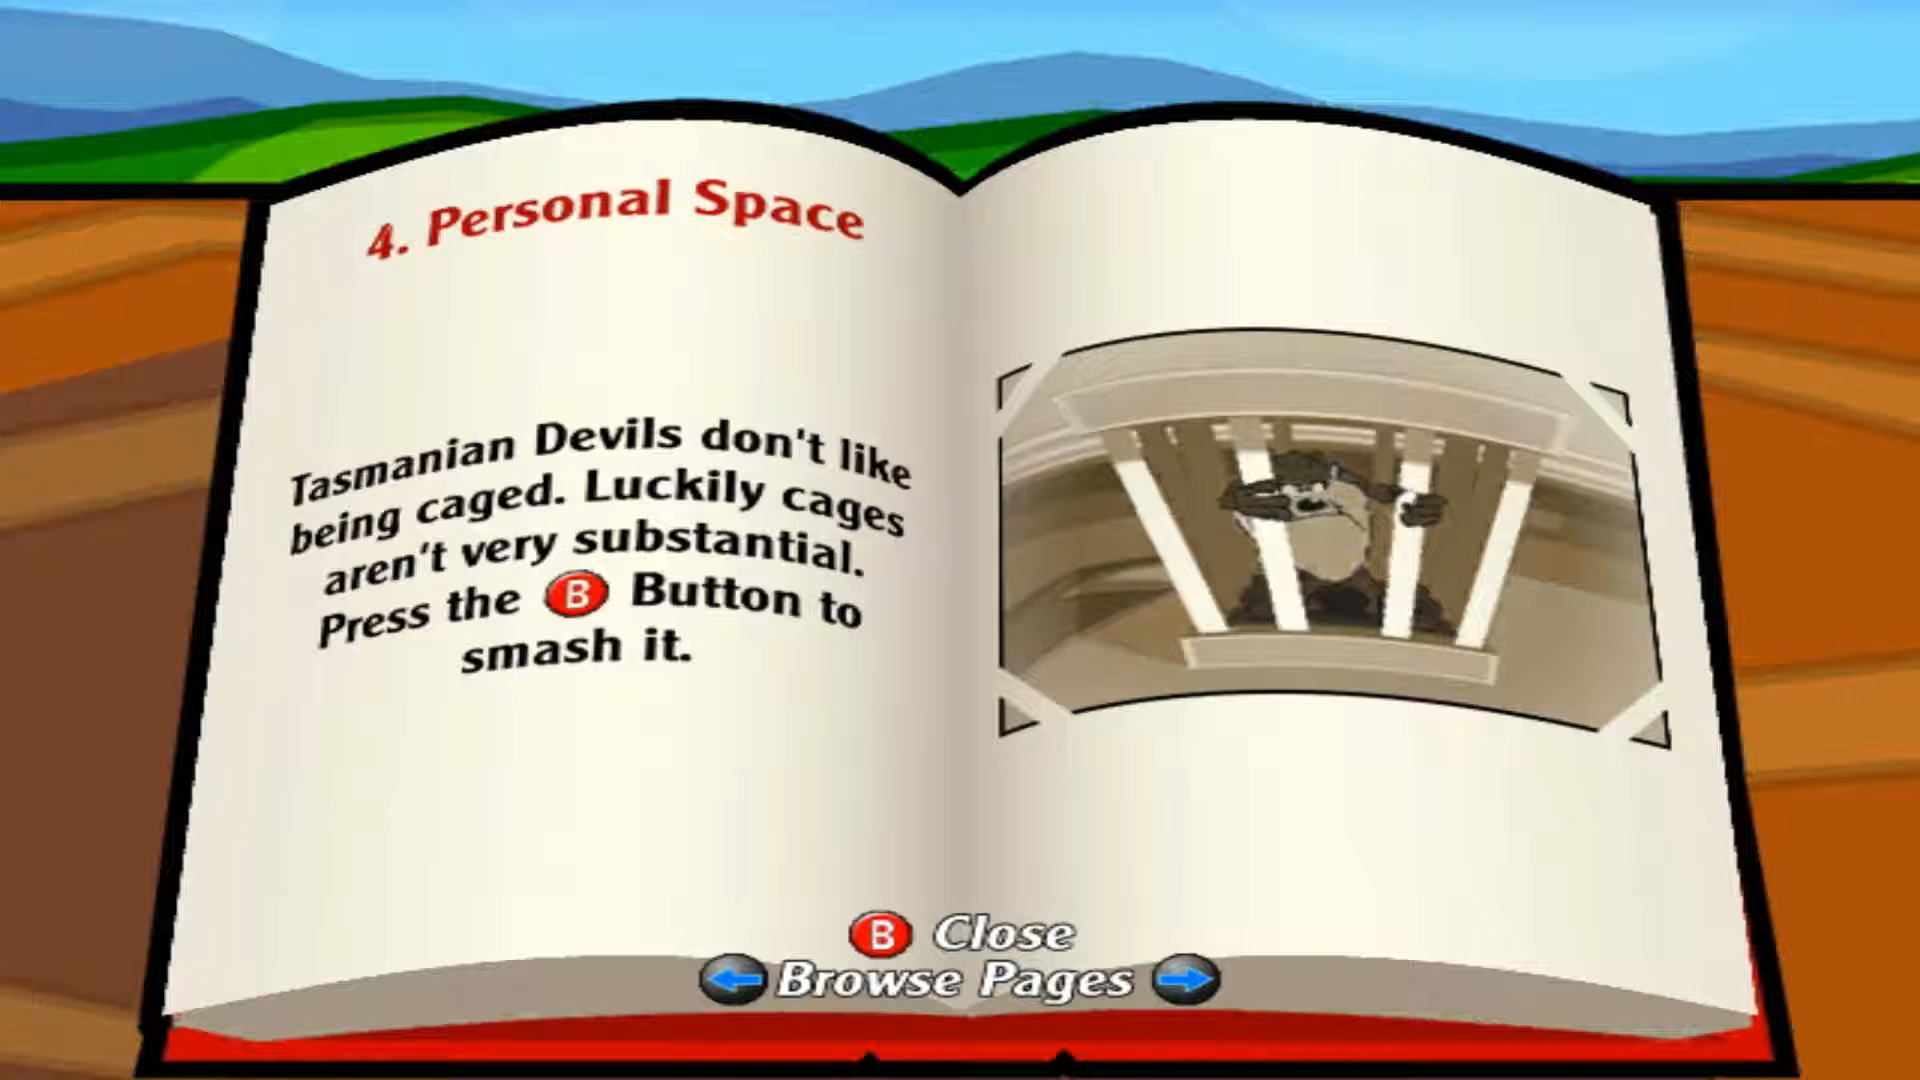 4. Personal Space
Tasmanian Devils don't like
being caged. Luckily cages
aren't very substantial.
Press the B Button to
smash it.
B Close
Browse Pages